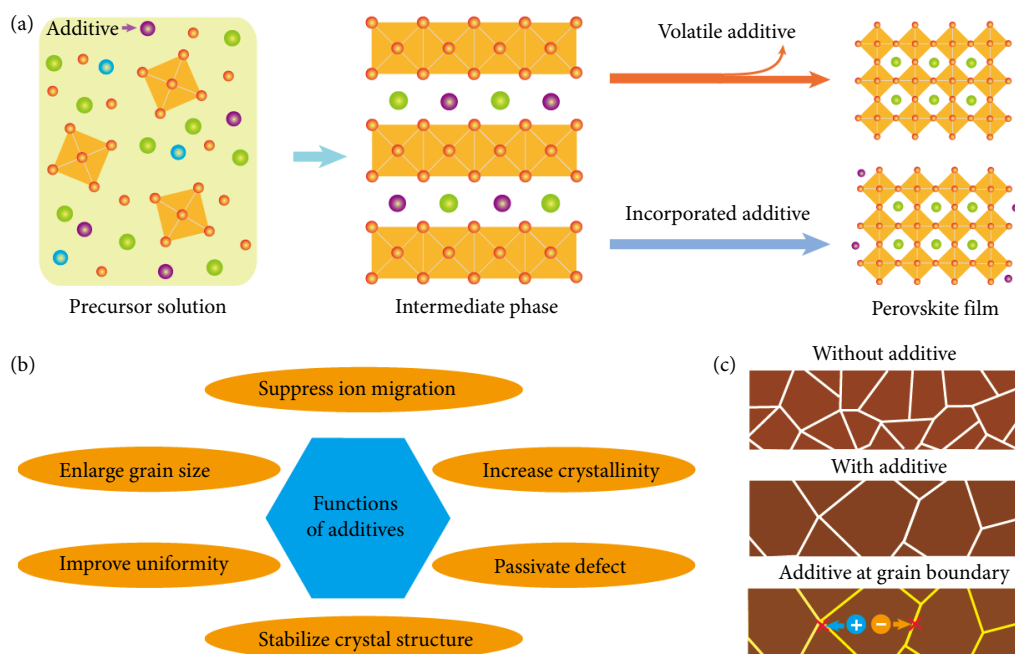 (a)
Additive
Volatile additive
Incorporated additive
Precursor solution
Intermediate phase
Perovskite film
(b)
Suppress ion migration
Enlarge grain size
Increase crystallinity
Functions
of additives
Improve uniformity
Passivate defect
Stabilize crystal structure
(c)
Without additive
With additive
Additive at grain boundary
+
−